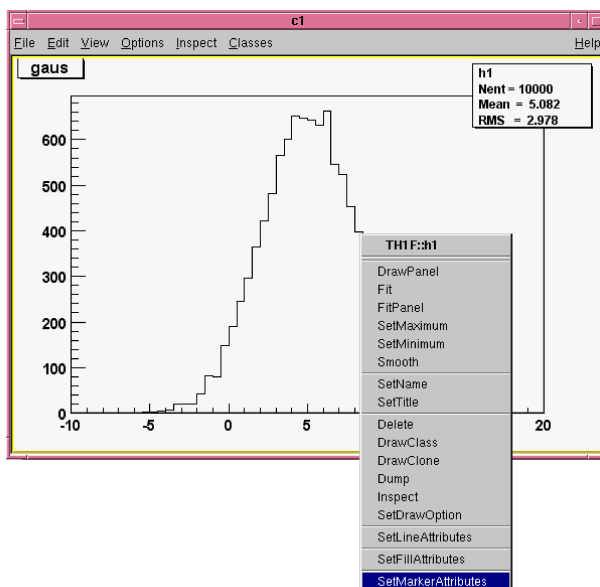 c1
File Edit View Options Inspect Classes Help
gaus
h1
Nent = 10000
Mean = 5.082
RMS = 2.978
600
500
400
300
200
100
0
-10 -5 0 5 20
TH1F::h1
DrawPanel
Fit
FitPanel
SetMaximum
SetMinimum
Smooth
SetName
SetTitle
Delete
DrawClass
DrawClone
Dump
Inspect
SetDrawOption
SetLineAttributes
SetFillAttributes
SetMarkerAttributes